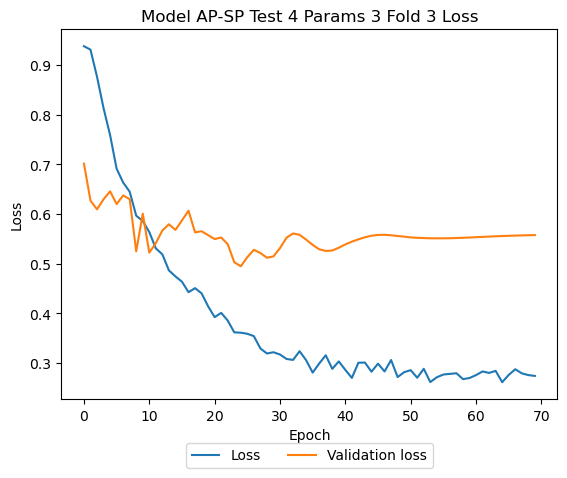 Model AP-SP Test 4 Params 3 Fold 3 Loss
Loss
0.9
0.8
0.7
0.6
0.5
0.4
0.3
0 10 20 30 40 50 60 70
Epoch
Loss Validation loss